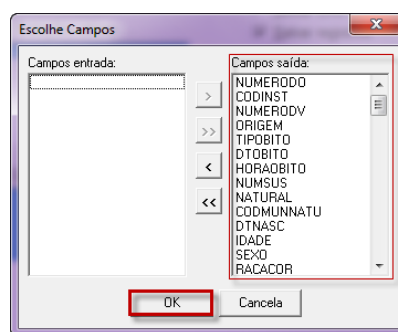 Escolhe Campos
x
Campos entrada:
Campos saída:
>
>>
<
<<
NUMERODO
CODINST
NUMERODV
ORIGEM
TIPOBITO
DTOBITO
HORAOBITO
NUMSUS
NATURAL
CODMUNNATU
DTNASC
IDADE
SEXO
RACACOR
OK
Cancela